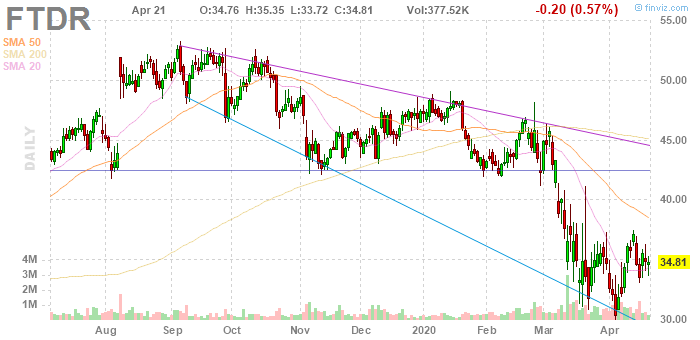 FTDR Apr 21 O:34.76 H:35.35 L:33.72 C:34.81 Vol:377.52K -0.20 (0.57%) © finviz.com
SMA 50
SMA 200
SMA 20
DAILY
55.00
50.00
45.00
40.00
35.00
34.81
30.00
4M
3M
2M
1M
Aug Sep Oct Nov Dec 2020 Feb Mar Apr